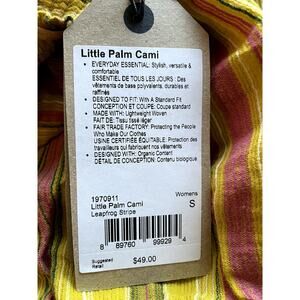 Little Palm Cami
• EVERYDAY ESSENTIAL: Stylish, versatile &
comfortable
ESSENTIEL DE TOUS LES JOURS : Des
vêtements de base polyvalents, durables et
raffinés
• DESIGNED TO FIT: With A Standard Fit
CONCEPTION ET COUPE: Coupe standard
• MADE WITH: Lightweight Woven
FAIT DE: Tissu tissé léger
• FAIR TRADE FACTORY: Protecting the People
Who Make Our Clothes
USINE CERTIFIÉE ÉQUITABLE: Protection des
travailleurs qui fabriquent nos vêtements
• DESIGNED WITH: Organic Content
DÉTAIL DE CONCEPTION: Contenu biologique
1970911
Womens
Little Palm Cami
S
Leapfrog Stripe
8 89760 99929 4
Suggested
Retail
$49.00